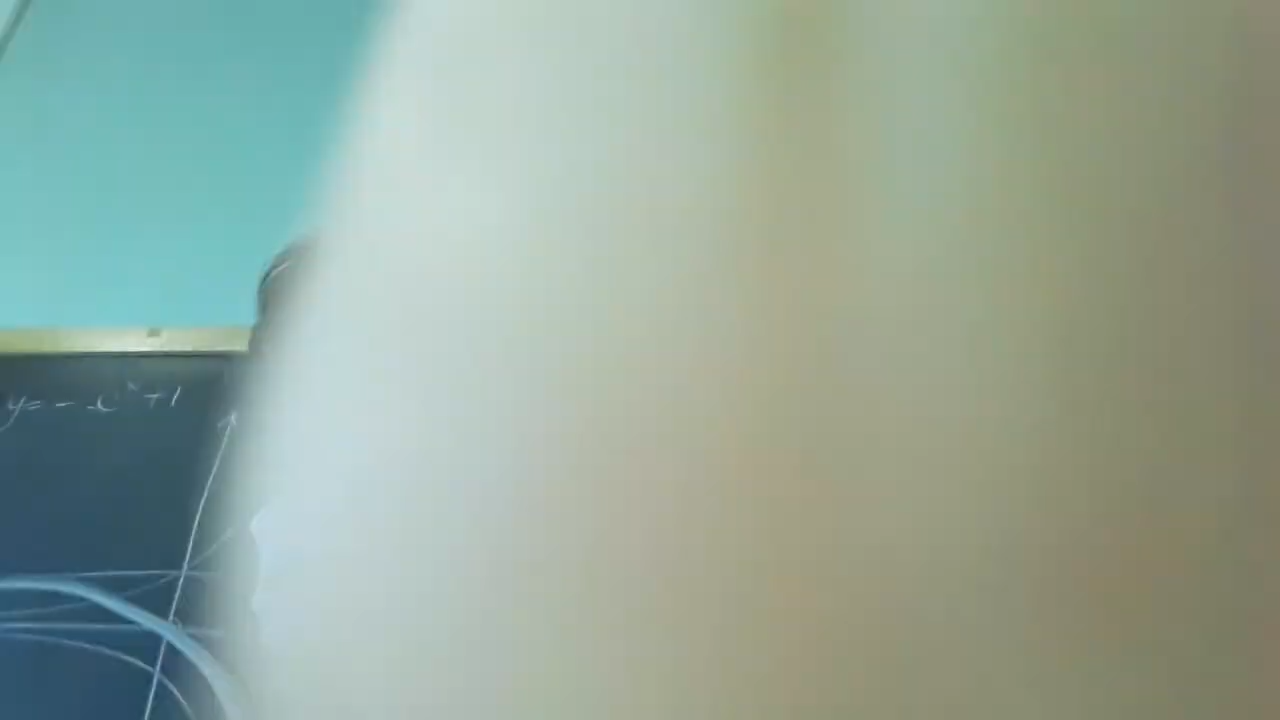 y = - x² + 1